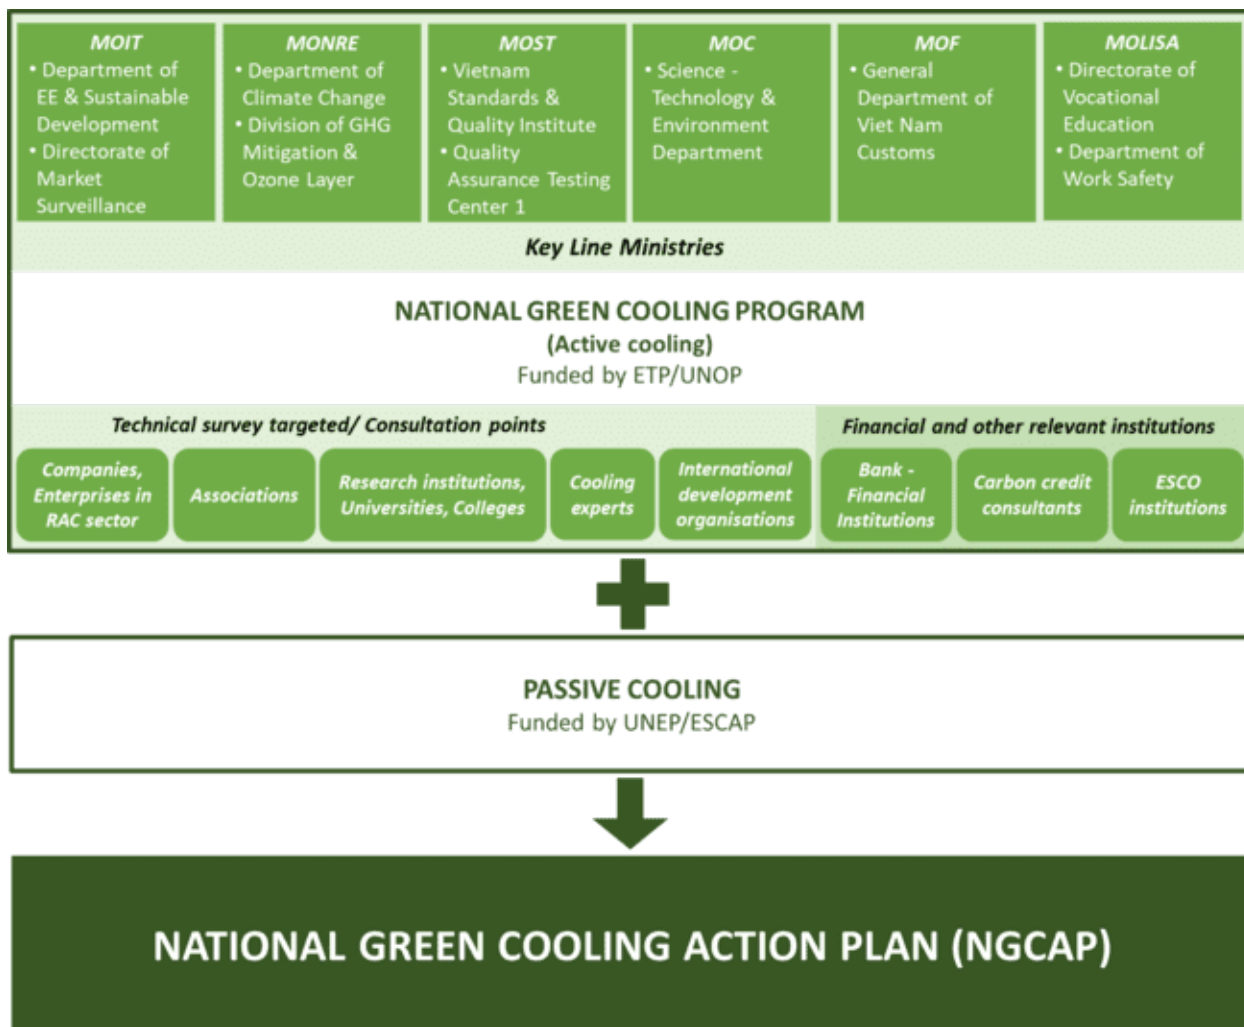 MOIT
• Department of
EE & Sustainable
Development
• Directorate of
Market
Surveillance
MONRE
• Department of
Climate Change
• Division of GHG
Mitigation &
Ozone Layer
MOST
• Vietnam
Standards &
Quality Institute
• Quality
Assurance Testing
Center 1
MOC
• Science -
Technology &
Environment
Department
MOF
• General
Department of
Viet Nam
Customs
MOLISA
• Directorate of
Vocational
Education
• Department of
Work Safety
Key Line Ministries
NATIONAL GREEN COOLING PROGRAM
(Active cooling)
Funded by ETP/UNOP
Technical survey targeted/ Consultation points
Companies,
Enterprises in
RAC sector
Associations
Research institutions,
Universities, Colleges
Cooling
experts
International
development
organisations
Financial and other relevant institutions
Bank -
Financial
Institutions
Carbon credit
consultants
ESCO
institutions
PASSIVE COOLING
Funded by UNEP/ESCAP
NATIONAL GREEN COOLING ACTION PLAN (NGCAP)